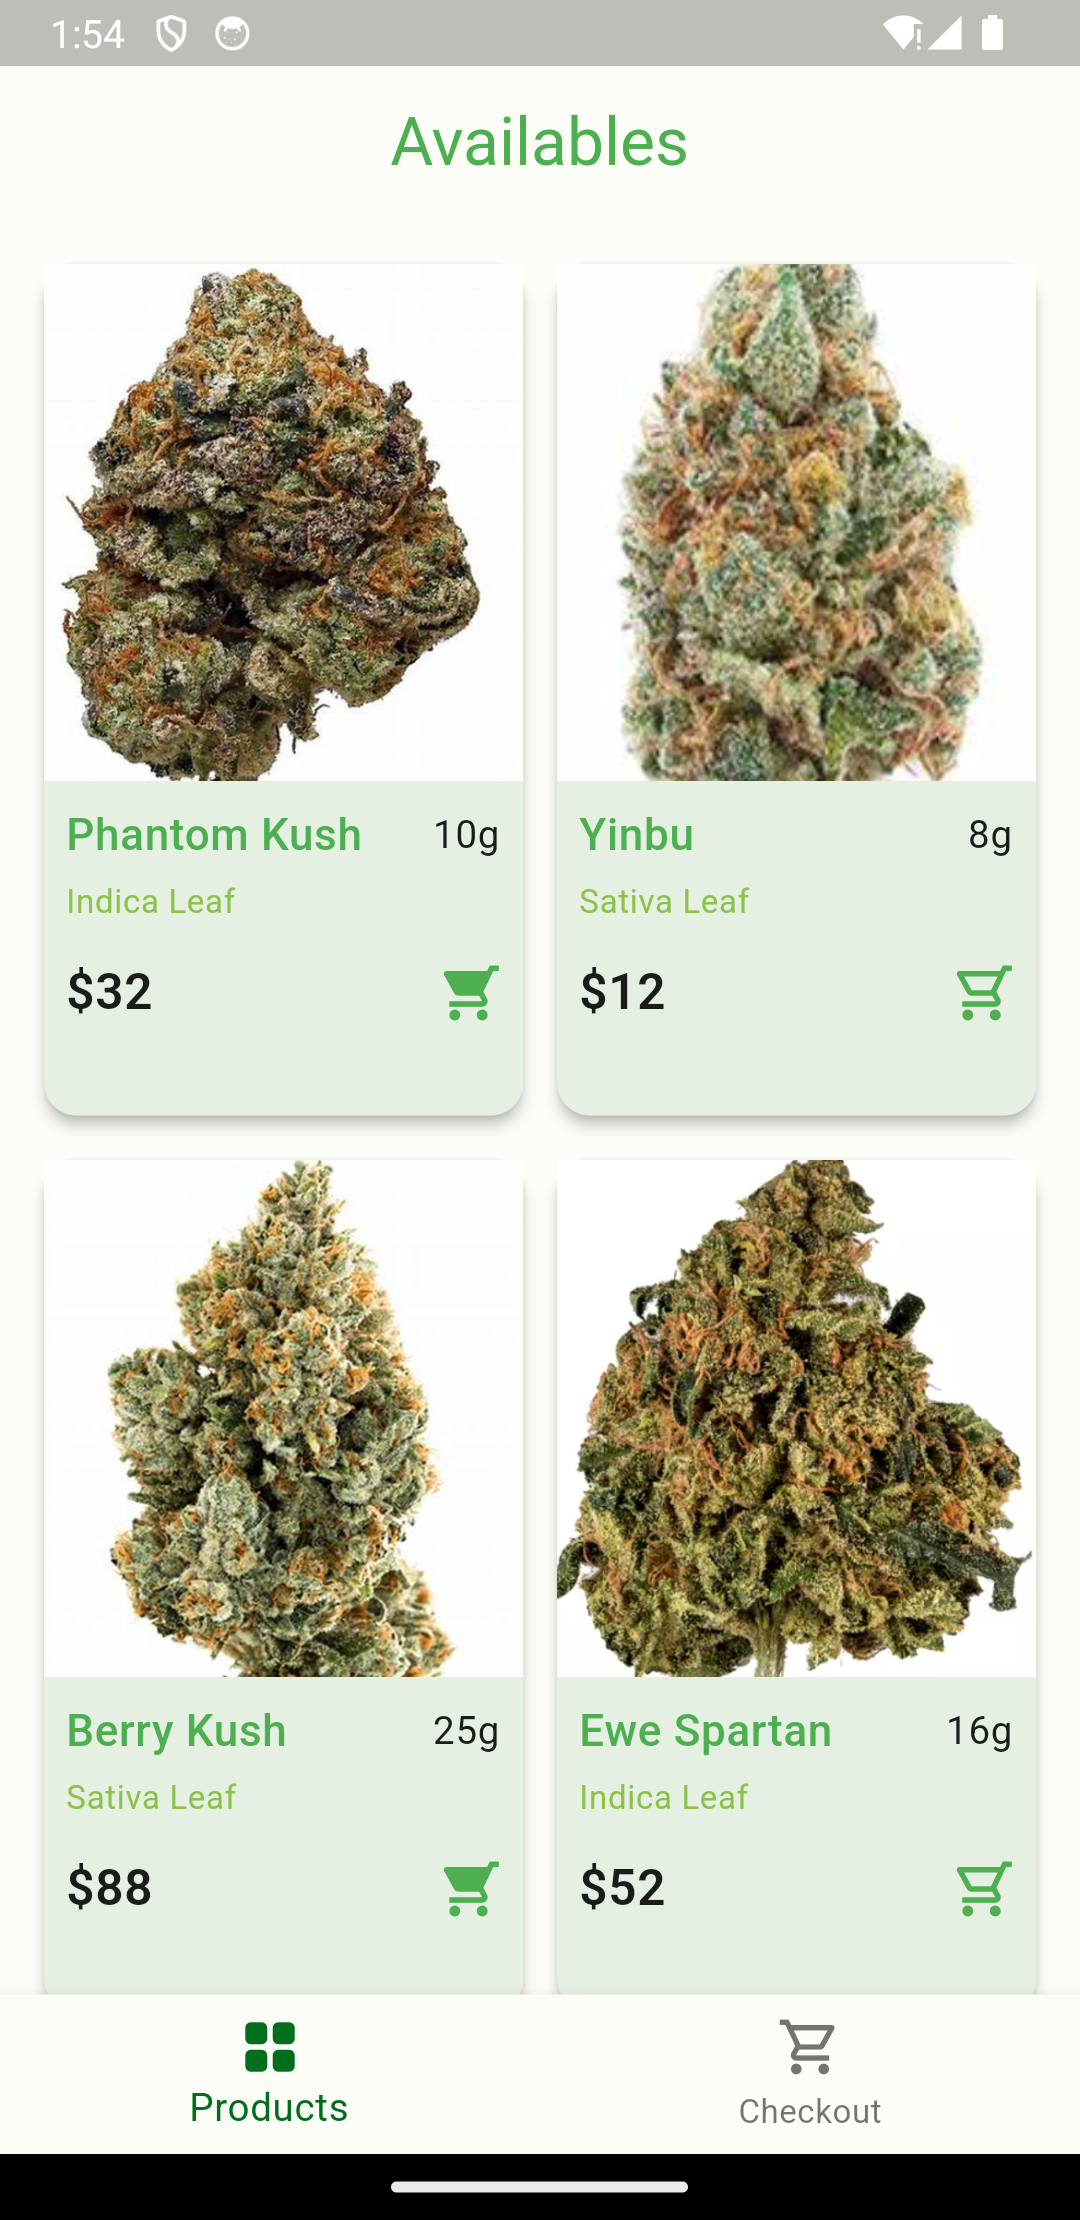 1:54
Availables
Phantom Kush 10g
Indica Leaf
$32
Yinbu 8g
Sativa Leaf
$12
Berry Kush 25g
Sativa Leaf
$88
Ewe Spartan 16g
Indica Leaf
$52
Products
Checkout